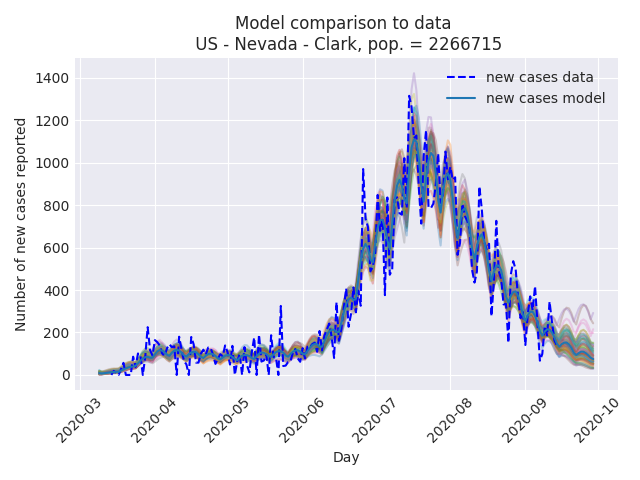 Model comparison to data
US - Nevada - Clark, pop. = 2266715
new cases data
new cases model
Number of new cases reported
1400
1200
1000
800
600
400
200
0
2020-03
2020-04
2020-05
2020-06
2020-07
2020-08
2020-09
2020-10
Day